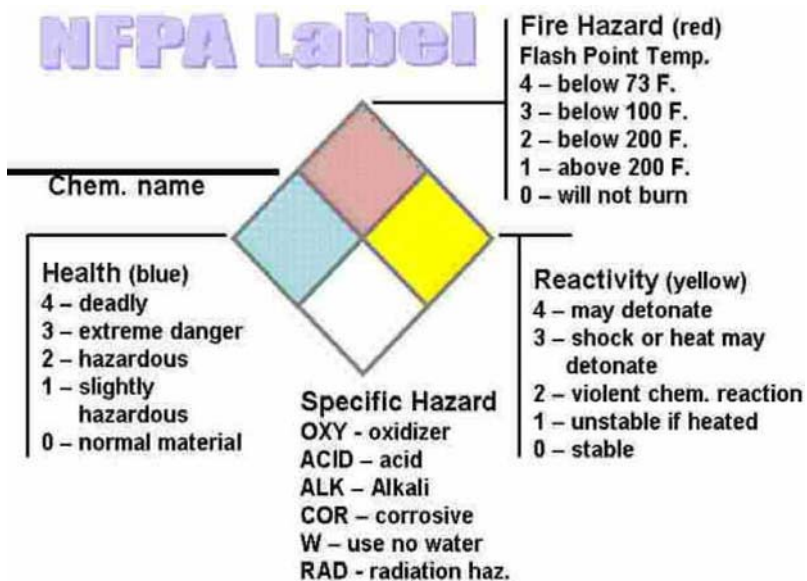 NFPA Label
Fire Hazard (red)
Flash Point Temp.
4 – below 73 F.
3 – below 100 F.
2 – below 200 F.
1 – above 200 F.
0 – will not burn
Chem. name
Health (blue)
4 – deadly
3 – extreme danger
2 – hazardous
1 – slightly
hazardous
0 – normal material
Reactivity (yellow)
4 – may detonate
3 – shock or heat may
detonate
2 – violent chem. reaction
1 – unstable if heated
0 – stable
Specific Hazard
OXY - oxidizer
ACID – acid
ALK – Alkali
COR – corrosive
W – use no water
RAD - radiation haz.